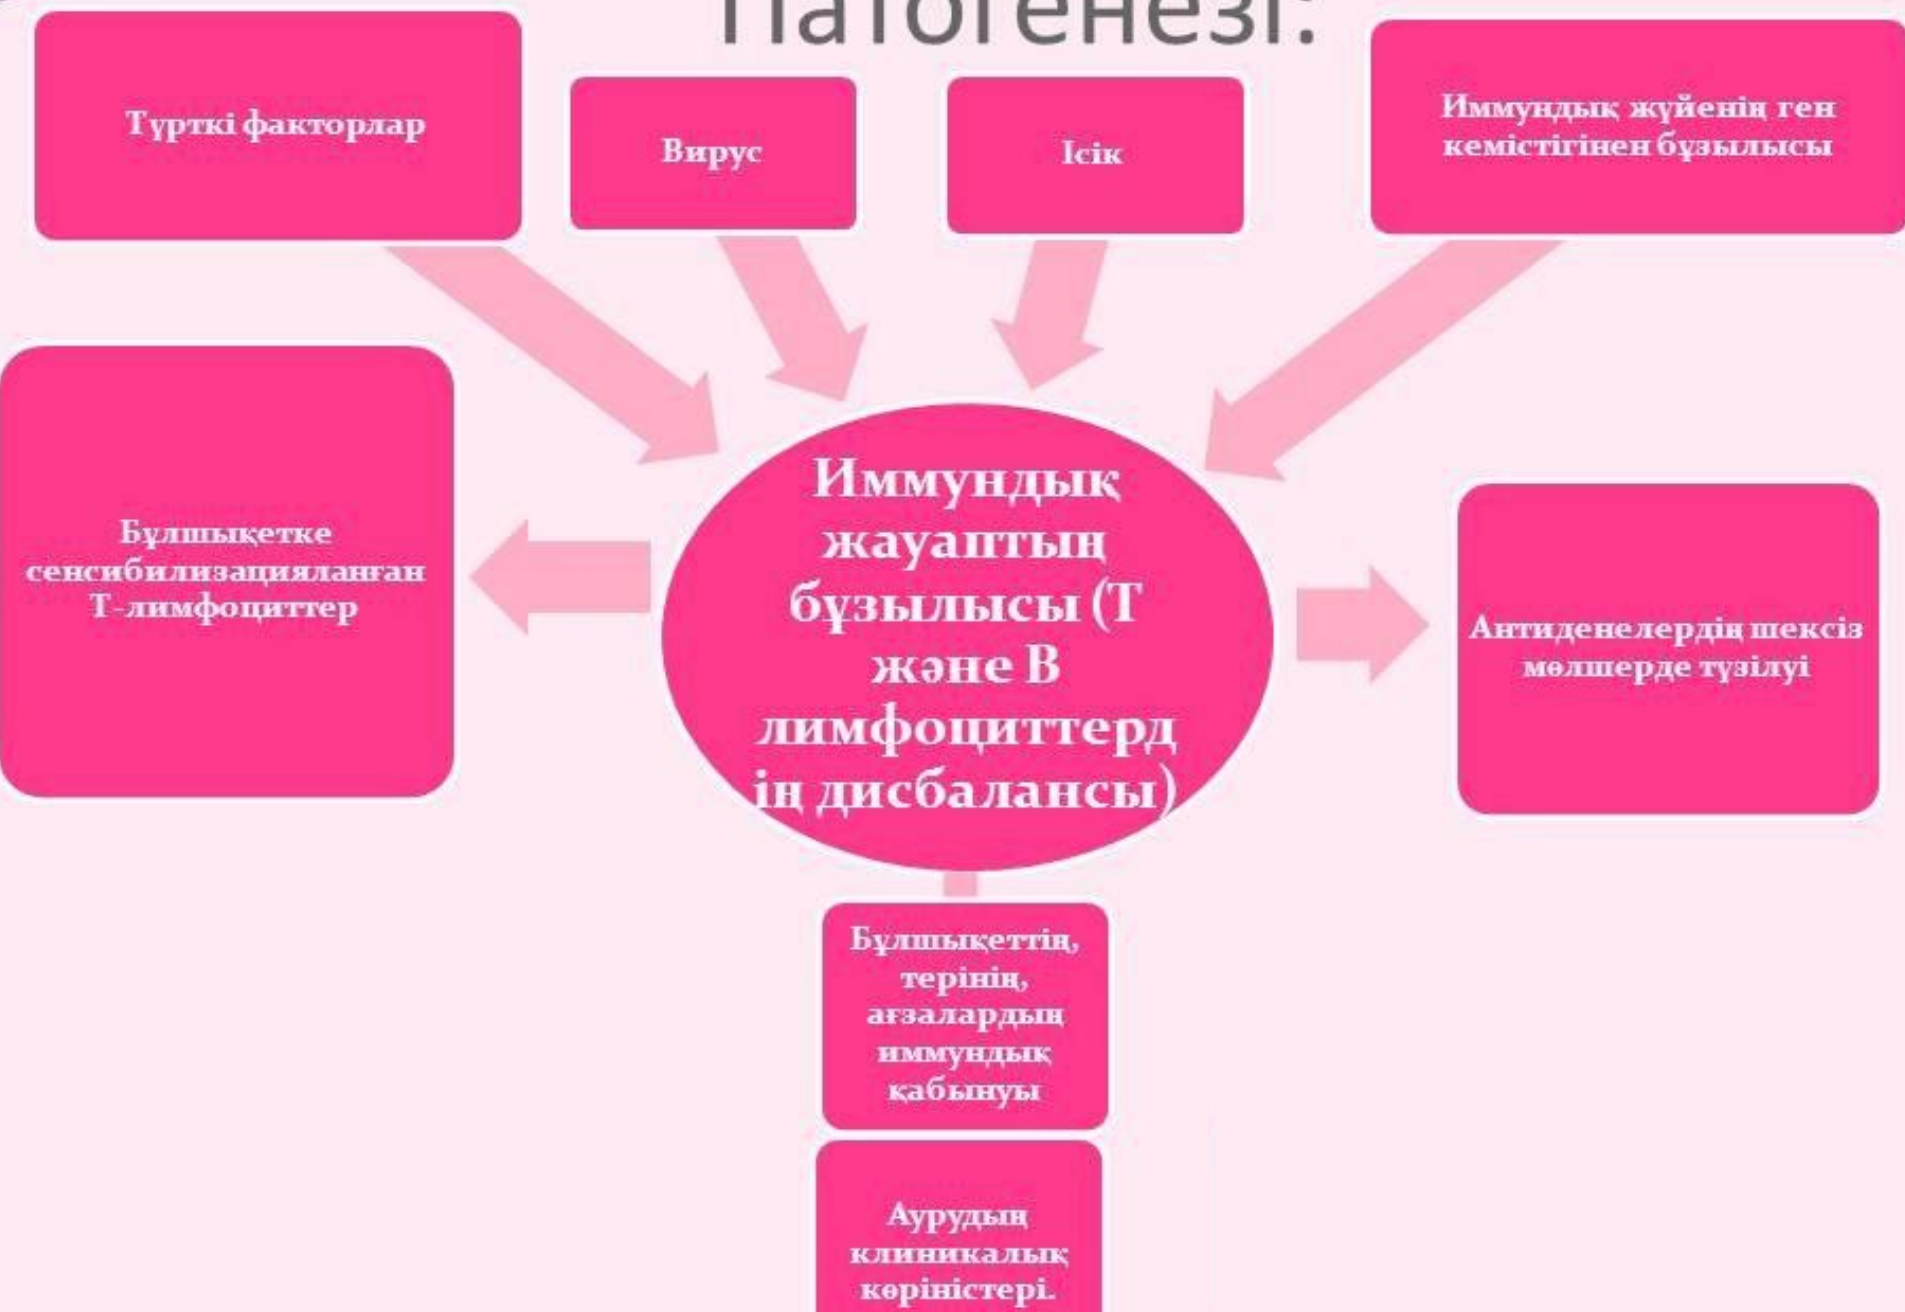 Патогенезі:
Түрткі факторлар
Вирус
Ісік
Иммундық жүйенің ген
кемістігінен бұзылысы
Бұлшықетке
сенсибилизацияланған
Т-лимфоциттер
Иммундық
жауаптың
бұзылысы (Т
және В
лимфоциттерд
ің дисбалансы)
Антиденелердің шексіз
мөлшерде түзілуі
Бұлшықеттің,
терінің,
ағзалардың
иммундық
қабынуы
Аурудың
клиникалық
көріністері.